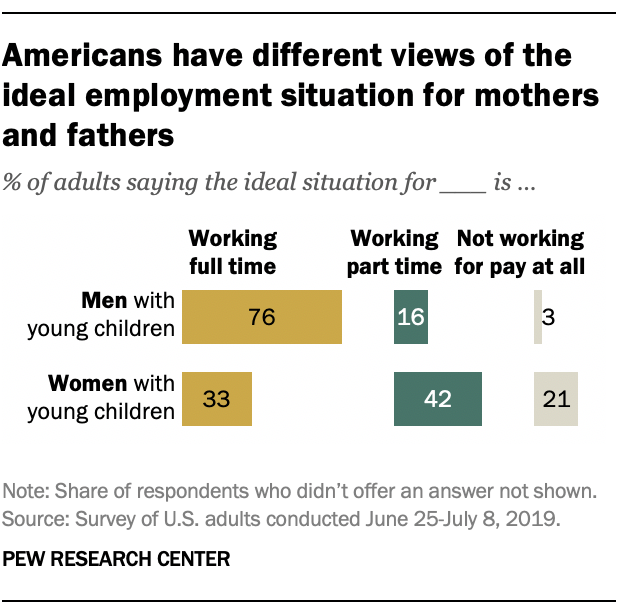 Americans have different views of the
ideal employment situation for mothers
and fathers
% of adults saying the ideal situation for ___ is ...
Working Working Not working
full time part time for pay at all
Men with
young children
76 16 3
Women with
young children
33 42 21
Note: Share of respondents who didn’t offer an answer not shown.
Source: Survey of U.S. adults conducted June 25-July 8, 2019.
PEW RESEARCH CENTER